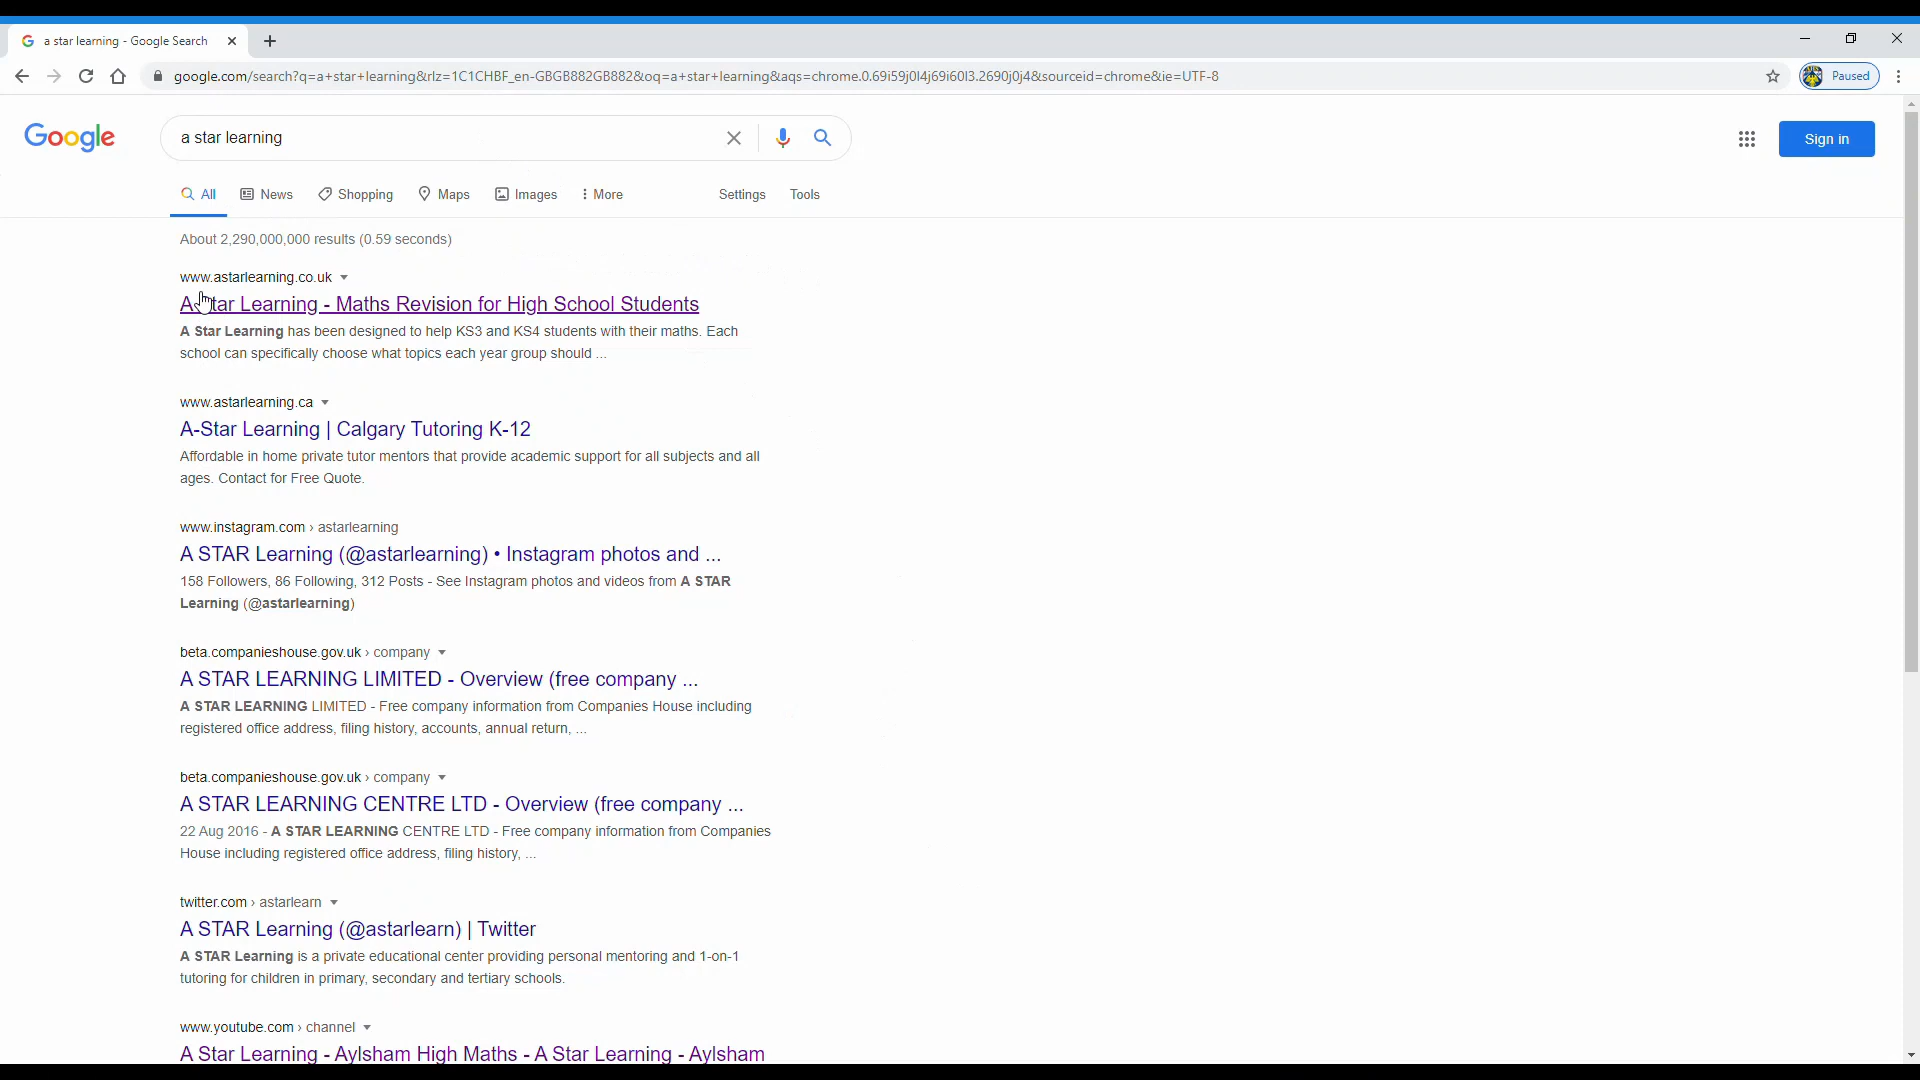 a star learning - Google Search
google.com/search?q=a+star+learning&rlz=1C1CHBF_en-GBGB882GB882&oq=a+star+learning&aqs=chrome.0.69i59j0l4j69i60l3.2690j0j4&sourceid=chrome&ie=UTF-8
Paused
Google
a star learning
Sign in
All News Shopping Maps Images More Settings Tools
About 2,290,000,000 results (0.59 seconds)
www.astarlearning.co.uk
A Star Learning - Maths Revision for High School Students
A Star Learning has been designed to help KS3 and KS4 students with their maths. Each
school can specifically choose what topics each year group should ...
www.astarlearning.ca
A-Star Learning | Calgary Tutoring K-12
Affordable in home private tutor mentors that provide academic support for all subjects and all
ages. Contact for Free Quote.
www.instagram.com › astarlearning
A STAR Learning (@astarlearning) • Instagram photos and ...
158 Followers, 86 Following, 312 Posts - See Instagram photos and videos from A STAR
Learning (@astarlearning)
beta.companieshouse.gov.uk › company
A STAR LEARNING LIMITED - Overview (free company ...
A STAR LEARNING LIMITED - Free company information from Companies House including
registered office address, filing history, accounts, annual return, ...
beta.companieshouse.gov.uk › company
A STAR LEARNING CENTRE LTD - Overview (free company ...
22 Aug 2016 - A STAR LEARNING CENTRE LTD - Free company information from Companies
House including registered office address, filing history, ...
twitter.com › astarlearn
A STAR Learning (@astarlearn) | Twitter
A STAR Learning is a private educational center providing personal mentoring and 1-on-1
tutoring for children in primary, secondary and tertiary schools.
www.youtube.com › channel
A Star Learning - Aylsham High Maths - A Star Learning - Aylsham